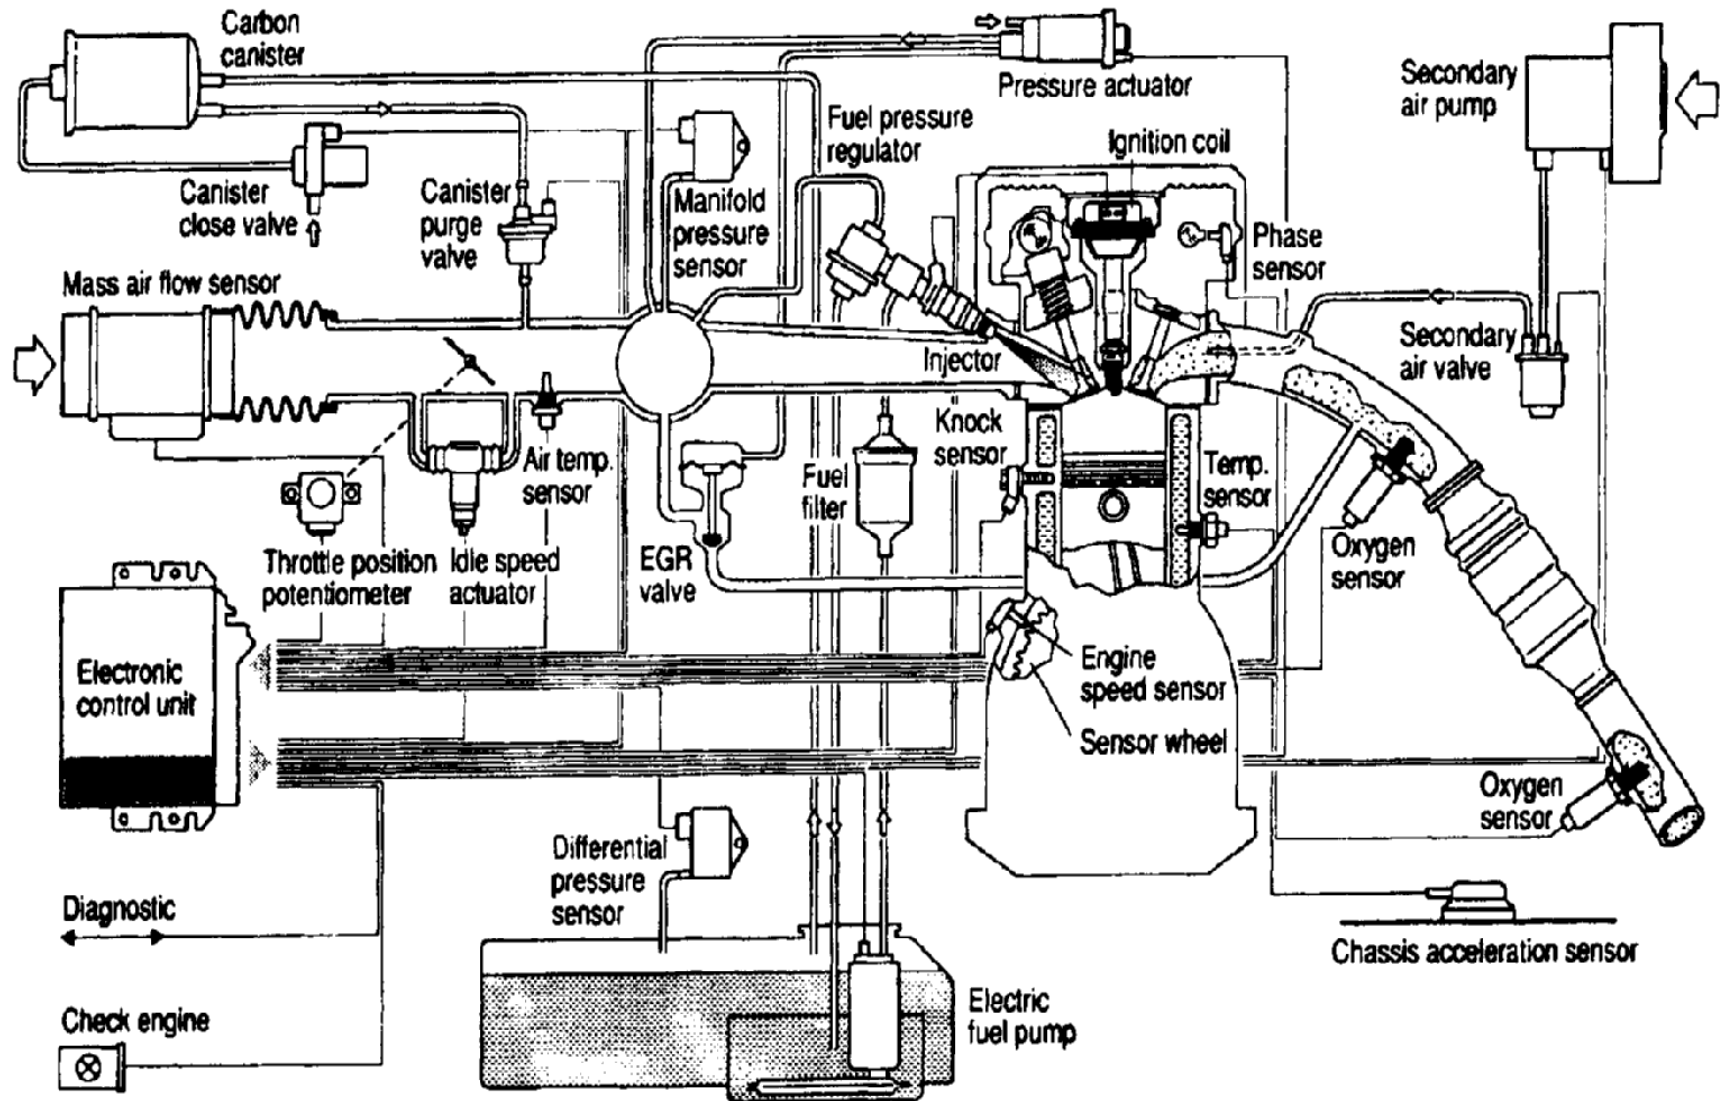 Carbon
canister
Pressure actuator
Secondary
air pump
Fuel pressure
regulator
Ignition coil
Canister
close valve
Canister
purge
valve
Manifold
pressure
sensor
Phase
sensor
Mass air flow sensor
Injector
Secondary
air valve
Knock
sensor
Air temp.
sensor
Fuel
filter
Temp.
sensor
Throttle position
potentiometer
Idle speed
actuator
EGR
valve
Oxygen
sensor
Electronic
control unit
Engine
speed sensor
Sensor wheel
Oxygen
sensor
Differential
pressure
sensor
Diagnostic
Chassis acceleration sensor
Check engine
Electric
fuel pump